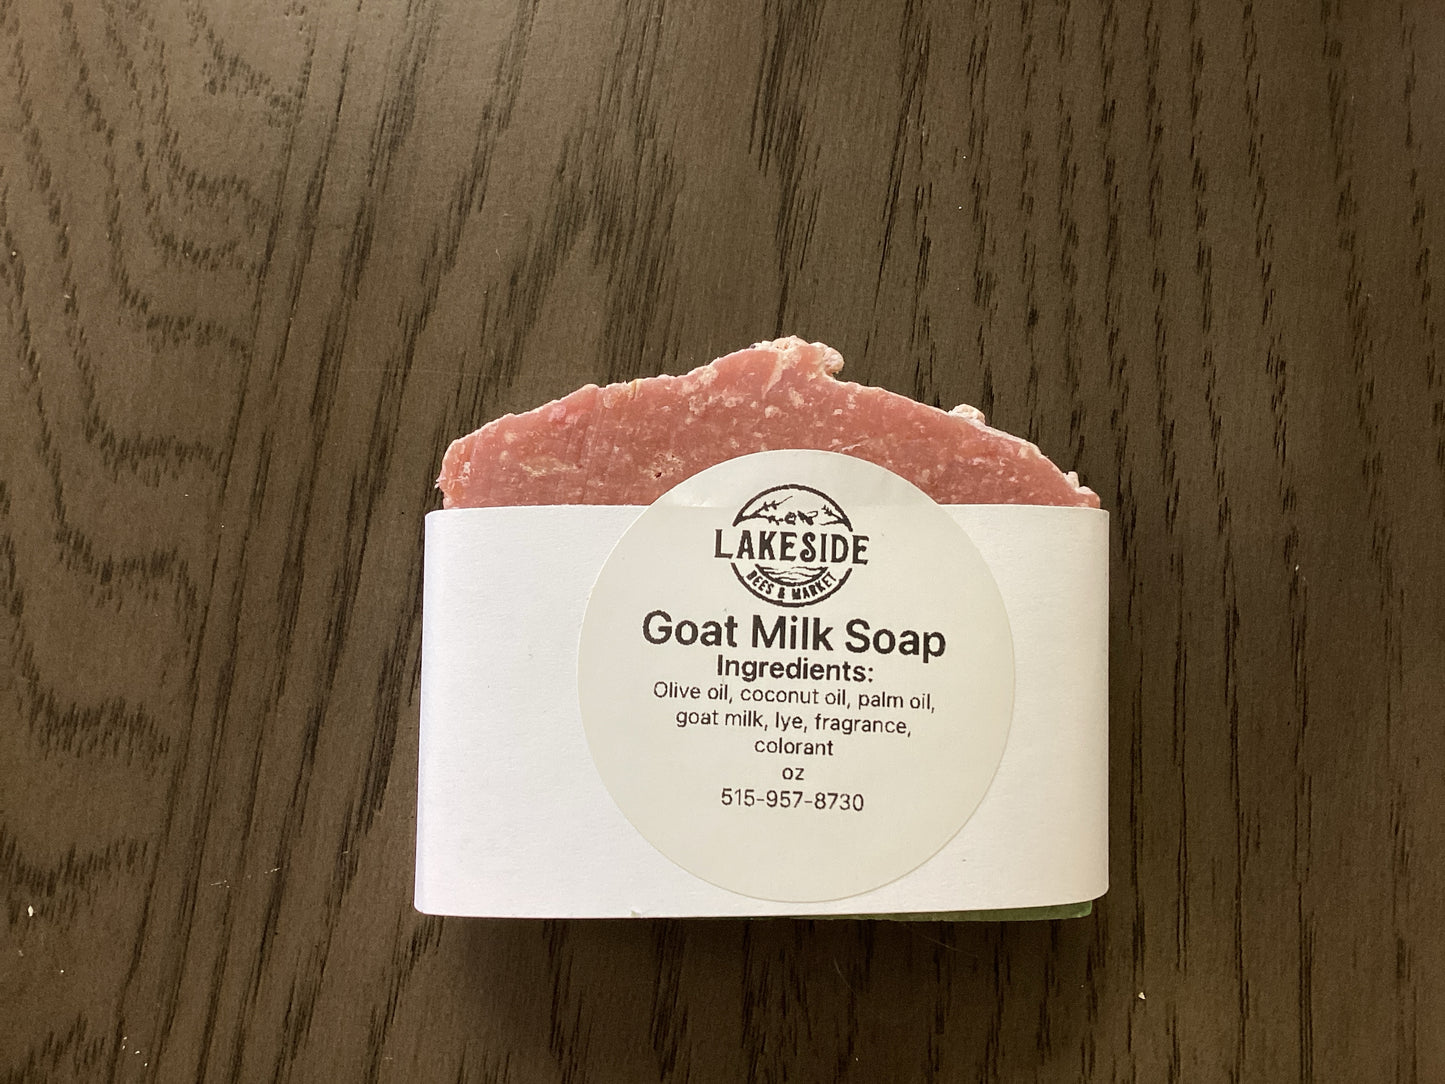 LAKESIDE
BEES & MARKET
Goat Milk Soap
Ingredients:
Olive oil, coconut oil, palm oil,
goat milk, lye, fragrance,
colorant
oz
515-957-8730